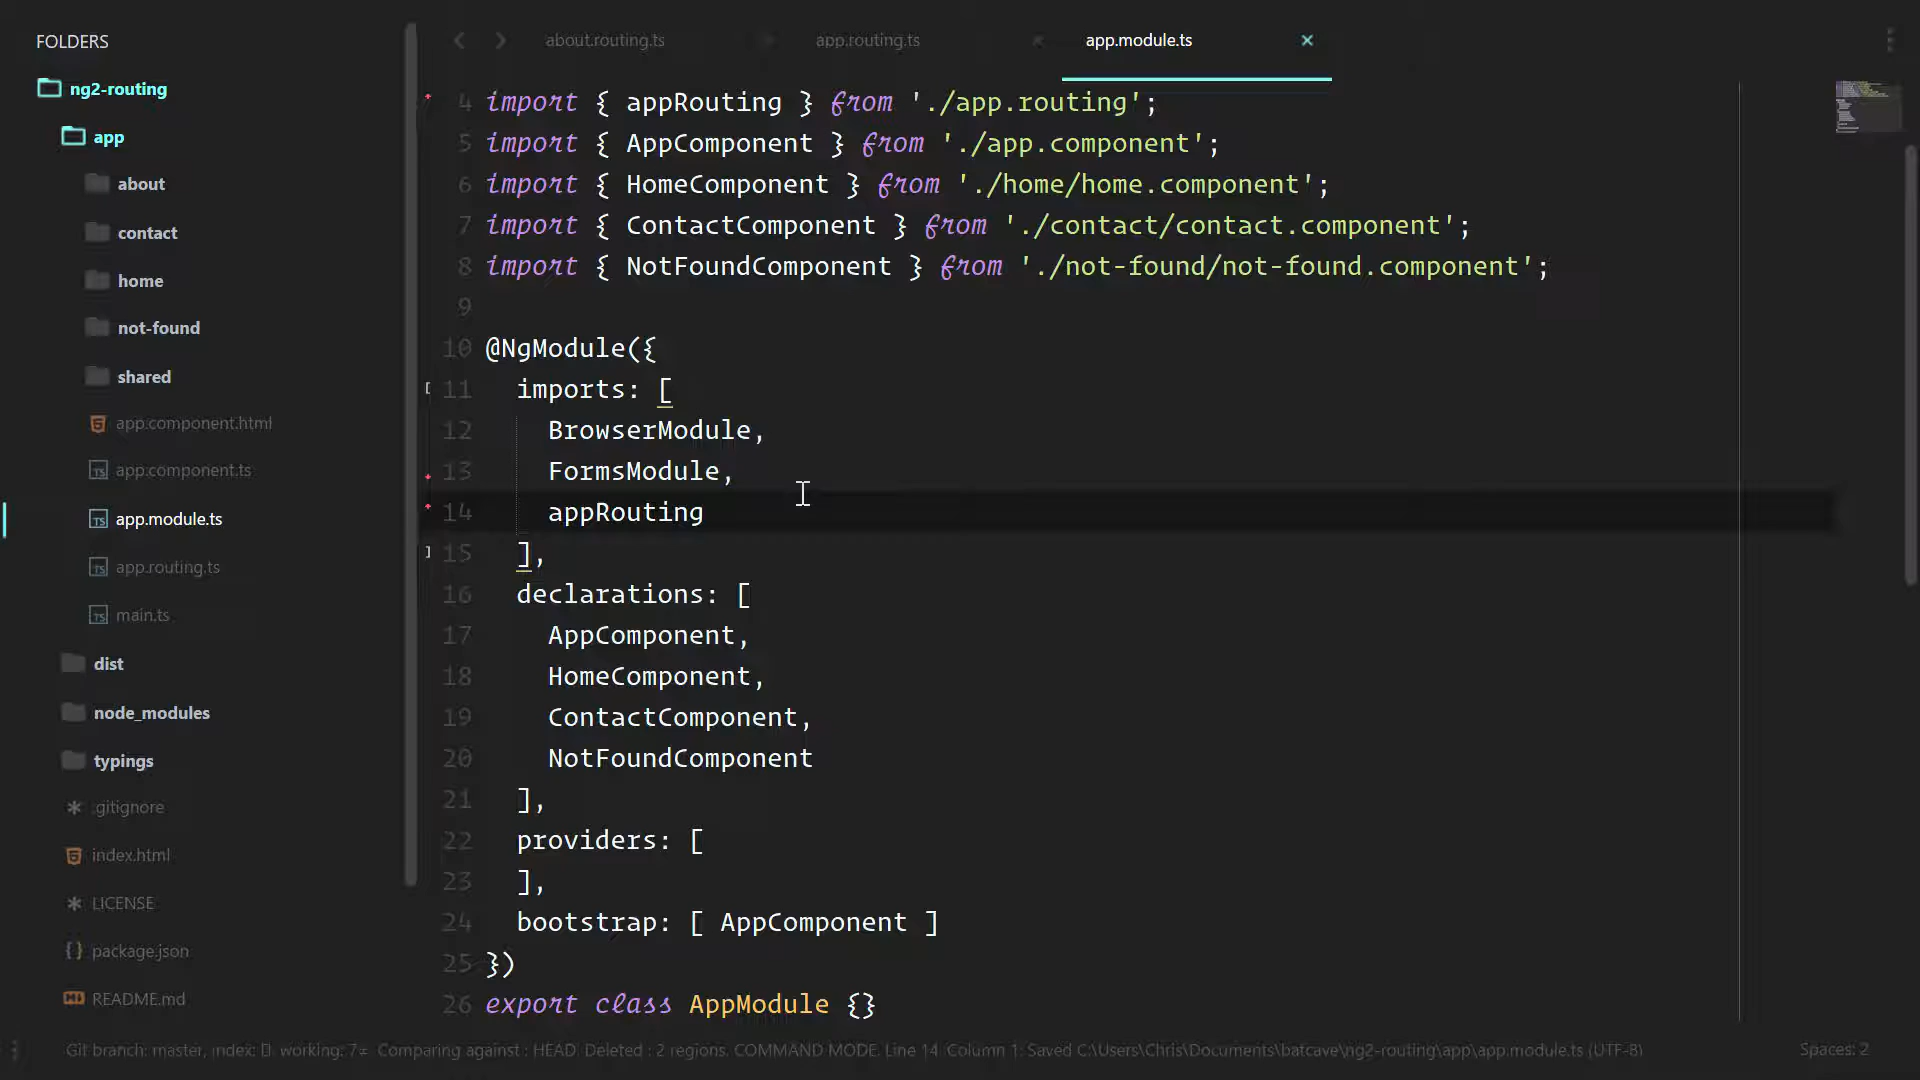 FOLDERS
ng2-routing
app
about
contact
home
not-found
shared
app.component.html
app.component.ts
app.module.ts
app.routing.ts
main.ts
dist
node_modules
typings
.gitignore
index.html
LICENSE
package.json
README.md
about.routing.ts
app.routing.ts
app.module.ts
4 import { appRouting } from './app.routing';
5 import { AppComponent } from './app.component';
6 import { HomeComponent } from './home/home.component';
7 import { ContactComponent } from './contact/contact.component';
8 import { NotFoundComponent } from './not-found/not-found.component';
9
10 @NgModule({
11 imports: [
12 BrowserModule,
13 FormsModule,
14 appRouting
15 ],
16 declarations: [
17 AppComponent,
18 HomeComponent,
19 ContactComponent,
20 NotFoundComponent
21 ],
22 providers: [
23 ],
24 bootstrap: [ AppComponent ]
25 })
26 export class AppModule {}
Git branch: master, index: working: 7≠ Comparing against : HEAD, Deleted : 2 regions, COMMAND MODE, Line 14, Column 1; Saved C:\Users\Chris\Documents\batcave\ng2-routing\app\app.module.ts (UTF-8)
Spaces: 2